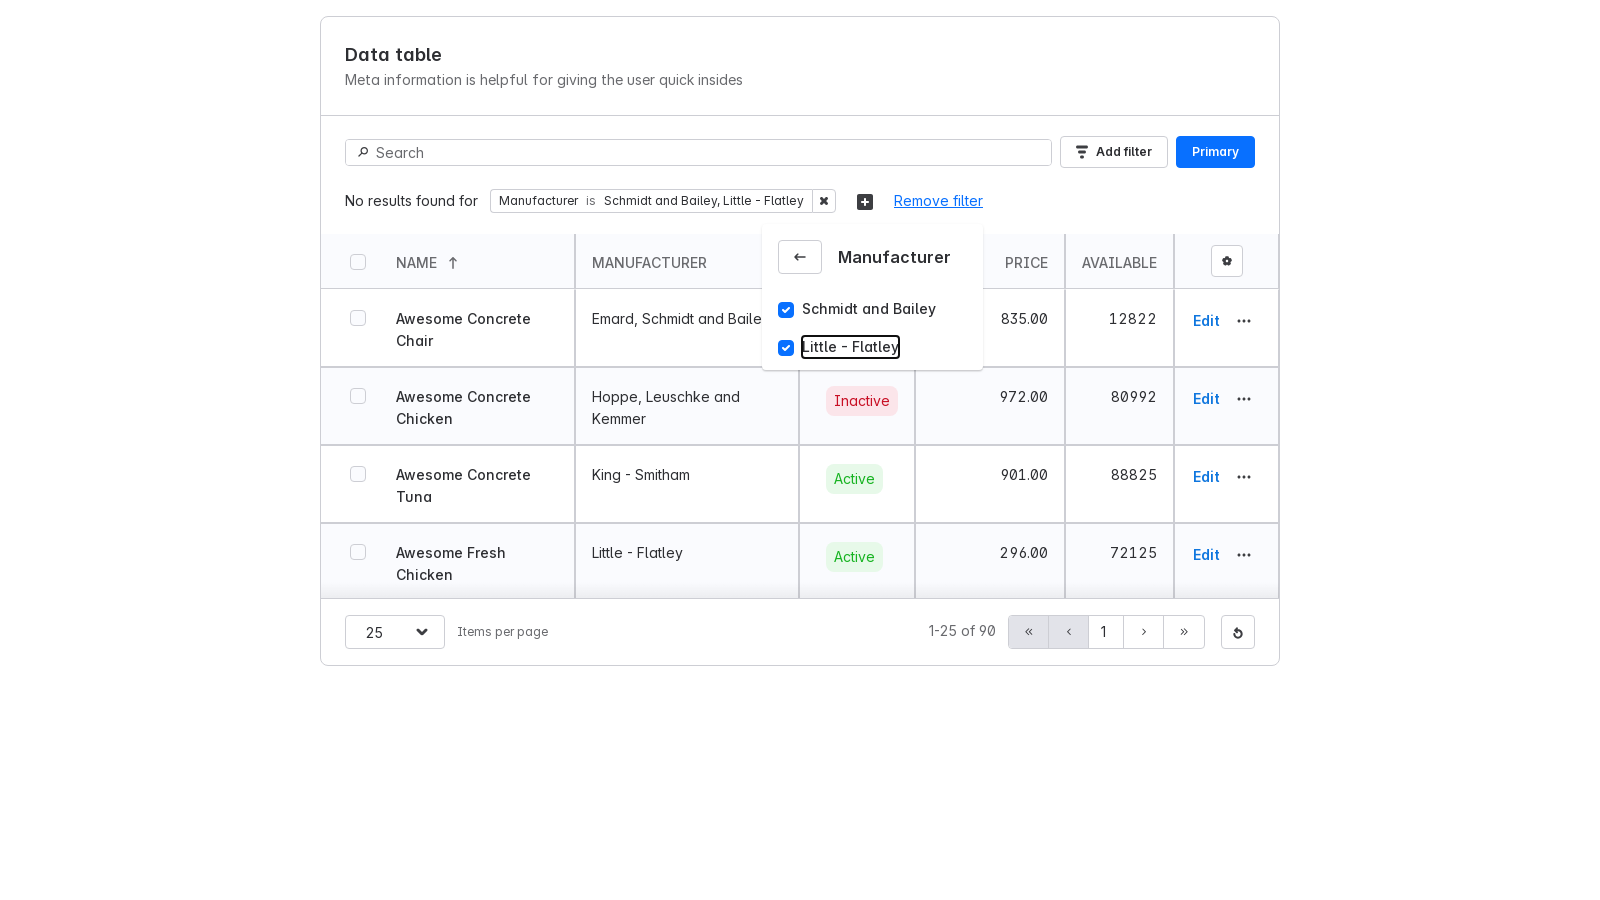 Data table
Meta information is helpful for giving the user quick insides
Search
Add filter
Primary
No results found for
Manufacturer is Schmidt and Bailey, Little - Flatley
Remove filter
Manufacturer
Schmidt and Bailey
Little - Flatley
NAME
MANUFACTURER
PRICE
AVAILABLE
Awesome Concrete
Chair
Emard, Schmidt and Baile
835.00
12822
Edit
Awesome Concrete
Chicken
Hoppe, Leuschke and
Kemmer
Inactive
972.00
80992
Edit
Awesome Concrete
Tuna
King - Smitham
Active
901.00
88825
Edit
Awesome Fresh
Chicken
Little - Flatley
Active
296.00
72125
Edit
25
Items per page
1-25 of 90
«
‹
1
›
»